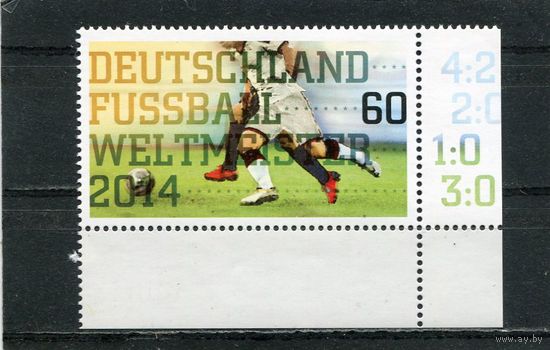 DEUTSCHLAND
FUSSBALL
WELTMEISTER
2014
60
4:2
2:0
1:0
3:0
www.ay.by